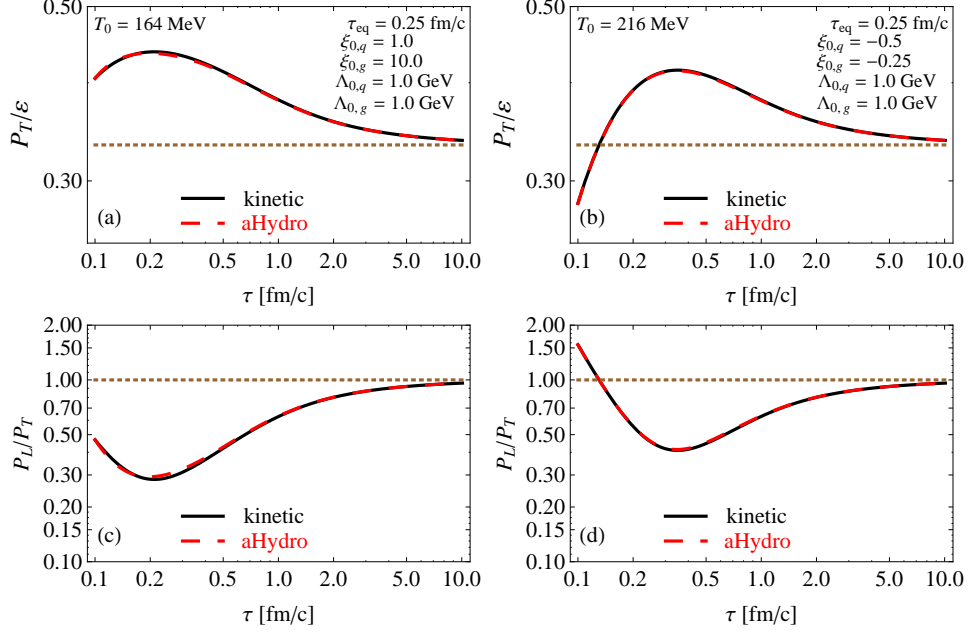 T₀ = 164 MeV
τeq = 0.25 fm/c
ξ0,q = 1.0
ξ0,g = 10.0
Λ0,q = 1.0 GeV
Λ0,g = 1.0 GeV
0.50
0.30
P_T/ε
(a)
kinetic
aHydro
0.1 0.2 0.5 1.0 2.0 5.0 10.0
τ [fm/c]
T₀ = 216 MeV
τeq = 0.25 fm/c
ξ0,q = −0.5
ξ0,g = −0.25
Λ0,q = 1.0 GeV
Λ0,g = 1.0 GeV
0.50
0.30
P_T/ε
(b)
kinetic
aHydro
0.1 0.2 0.5 1.0 2.0 5.0 10.0
τ [fm/c]
2.00
1.50
1.00
0.70
0.50
0.30
0.20
0.15
0.10
P_L/P_T
(c)
kinetic
aHydro
0.1 0.2 0.5 1.0 2.0 5.0 10.0
τ [fm/c]
2.00
1.50
1.00
0.70
0.50
0.30
0.20
0.15
0.10
P_L/P_T
(d)
kinetic
aHydro
0.1 0.2 0.5 1.0 2.0 5.0 10.0
τ [fm/c]